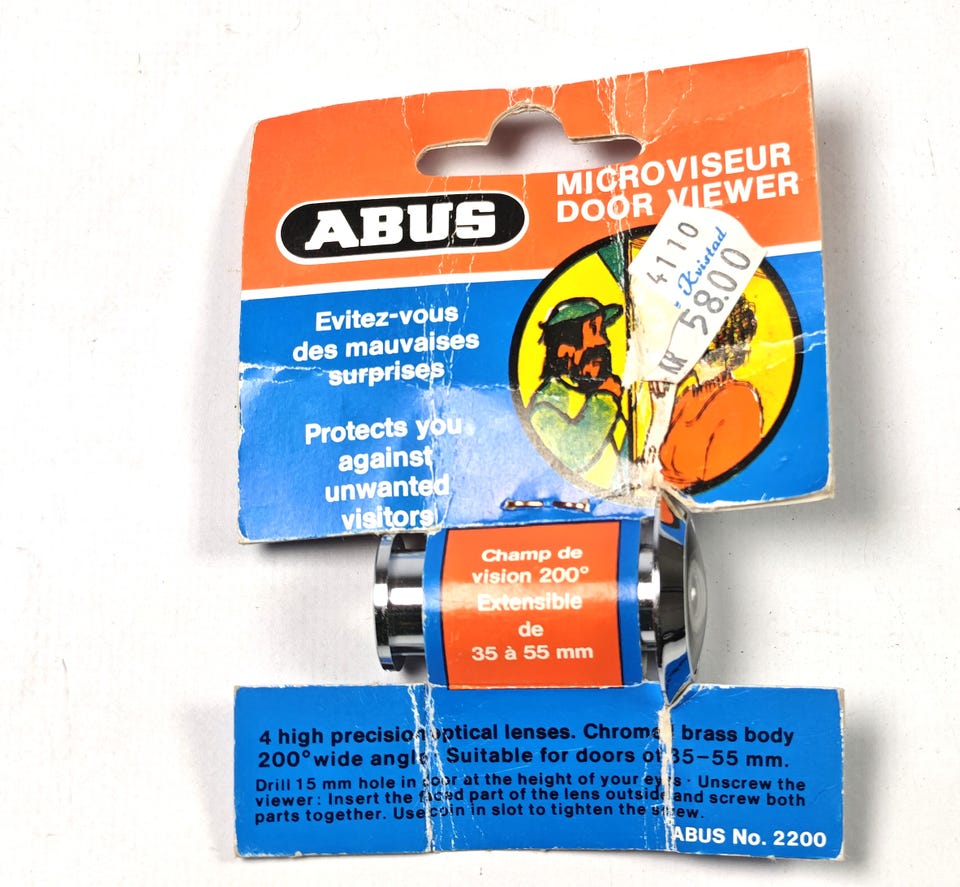 MICROVISEUR
DOOR VIEWER
ABUS
4110
Kvistad
KR 58.00
Evitez-vous
des mauvaises
surprises
Protects you
against
unwanted
visitors
Champ de
vision 200°
Extensible
de
35 à 55 mm
4 high precision optical lenses. Chrome brass body
200° wide angle. Suitable for doors of 35-55 mm.
Drill 15 mm hole in door at the height of your eyes · Unscrew the
viewer: Insert the faced part of the lens outside and screw both
parts together. Use coin in slot to tighten the screw.
ABUS No. 2200